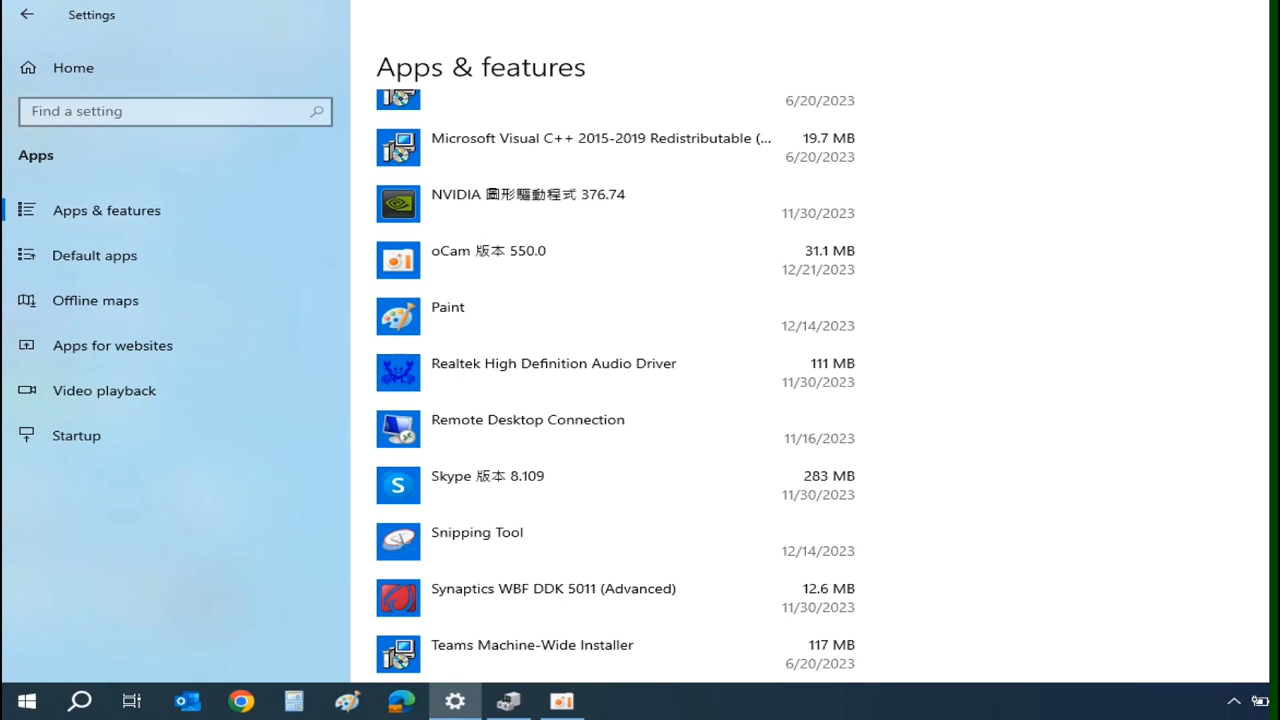 Settings
Home
Find a setting
Apps
Apps & features
Default apps
Offline maps
Apps for websites
Video playback
Startup
Apps & features
6/20/2023
Microsoft Visual C++ 2015-2019 Redistributable (... 19.7 MB
6/20/2023
NVIDIA 圖形驅動程式 376.74
11/30/2023
oCam 版本 550.0 31.1 MB
12/21/2023
Paint
12/14/2023
Realtek High Definition Audio Driver 111 MB
11/30/2023
Remote Desktop Connection
11/16/2023
Skype 版本 8.109 283 MB
11/30/2023
Snipping Tool
12/14/2023
Synaptics WBF DDK 5011 (Advanced) 12.6 MB
11/30/2023
Teams Machine-Wide Installer 117 MB
6/20/2023